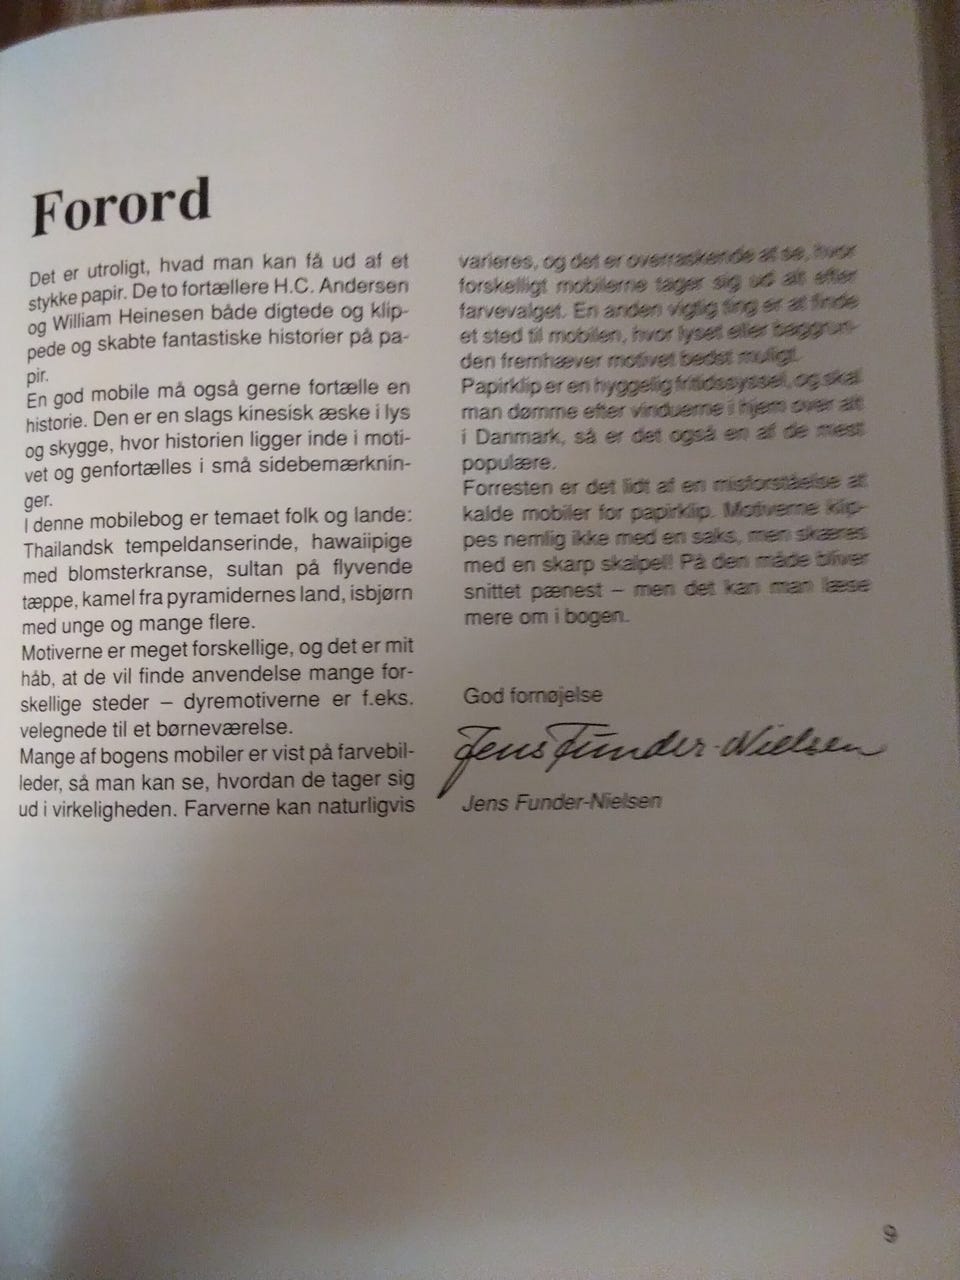 Forord
Det er utroligt, hvad man kan få ud af et
stykke papir. De to fortællere H.C. Andersen
og William Heinesen både digtede og klip-
pede og skabte fantastiske historier på pa-
pir.
En god mobile må også gerne fortælle en
historie. Den er en slags kinesisk æske i lys
og skygge, hvor historien ligger inde i moti-
vet og genfortælles i små sidebemærknin-
ger.
I denne mobilebog er temaet folk og lande:
Thailandsk tempeldanserinde, hawaiipige
med blomsterkranse, sultan på flyvende
tæppe, kamel fra pyramidernes land, isbjørn
med unge og mange flere.
Motiverne er meget forskellige, og det er mit
håb, at de vil finde anvendelse mange for-
skellige steder – dyremotiverne er f.eks.
velegnede til et børneværelse.
Mange af bogens mobiler er vist på farvebil-
leder, så man kan se, hvordan de tager sig
ud i virkeligheden. Farverne kan naturligvis
varieres, og det er overraskende at se, hvor
forskelligt mobilerne tager sig ud alt efter
farvevalget. En anden vigtig ting er at finde
et sted til mobilen, hvor lyset eller baggrun-
den fremhæver motivet bedst muligt.
Papirklip er en hyggelig fritidssyssel, og skal
man dømme efter vinduerne i hjem over alt
i Danmark, så er det også en af de mest
populære.
Forresten er det lidt af en misforståelse at
kalde mobiler for papirklip. Motiverne klip-
pes nemlig ikke med en saks, men skæres
med en skarp skalpel! På den måde bliver
snittet pænest – men det kan man læse
mere om i bogen.
God fornøjelse
Jens Funder-Nielsen
Jens Funder-Nielsen
9